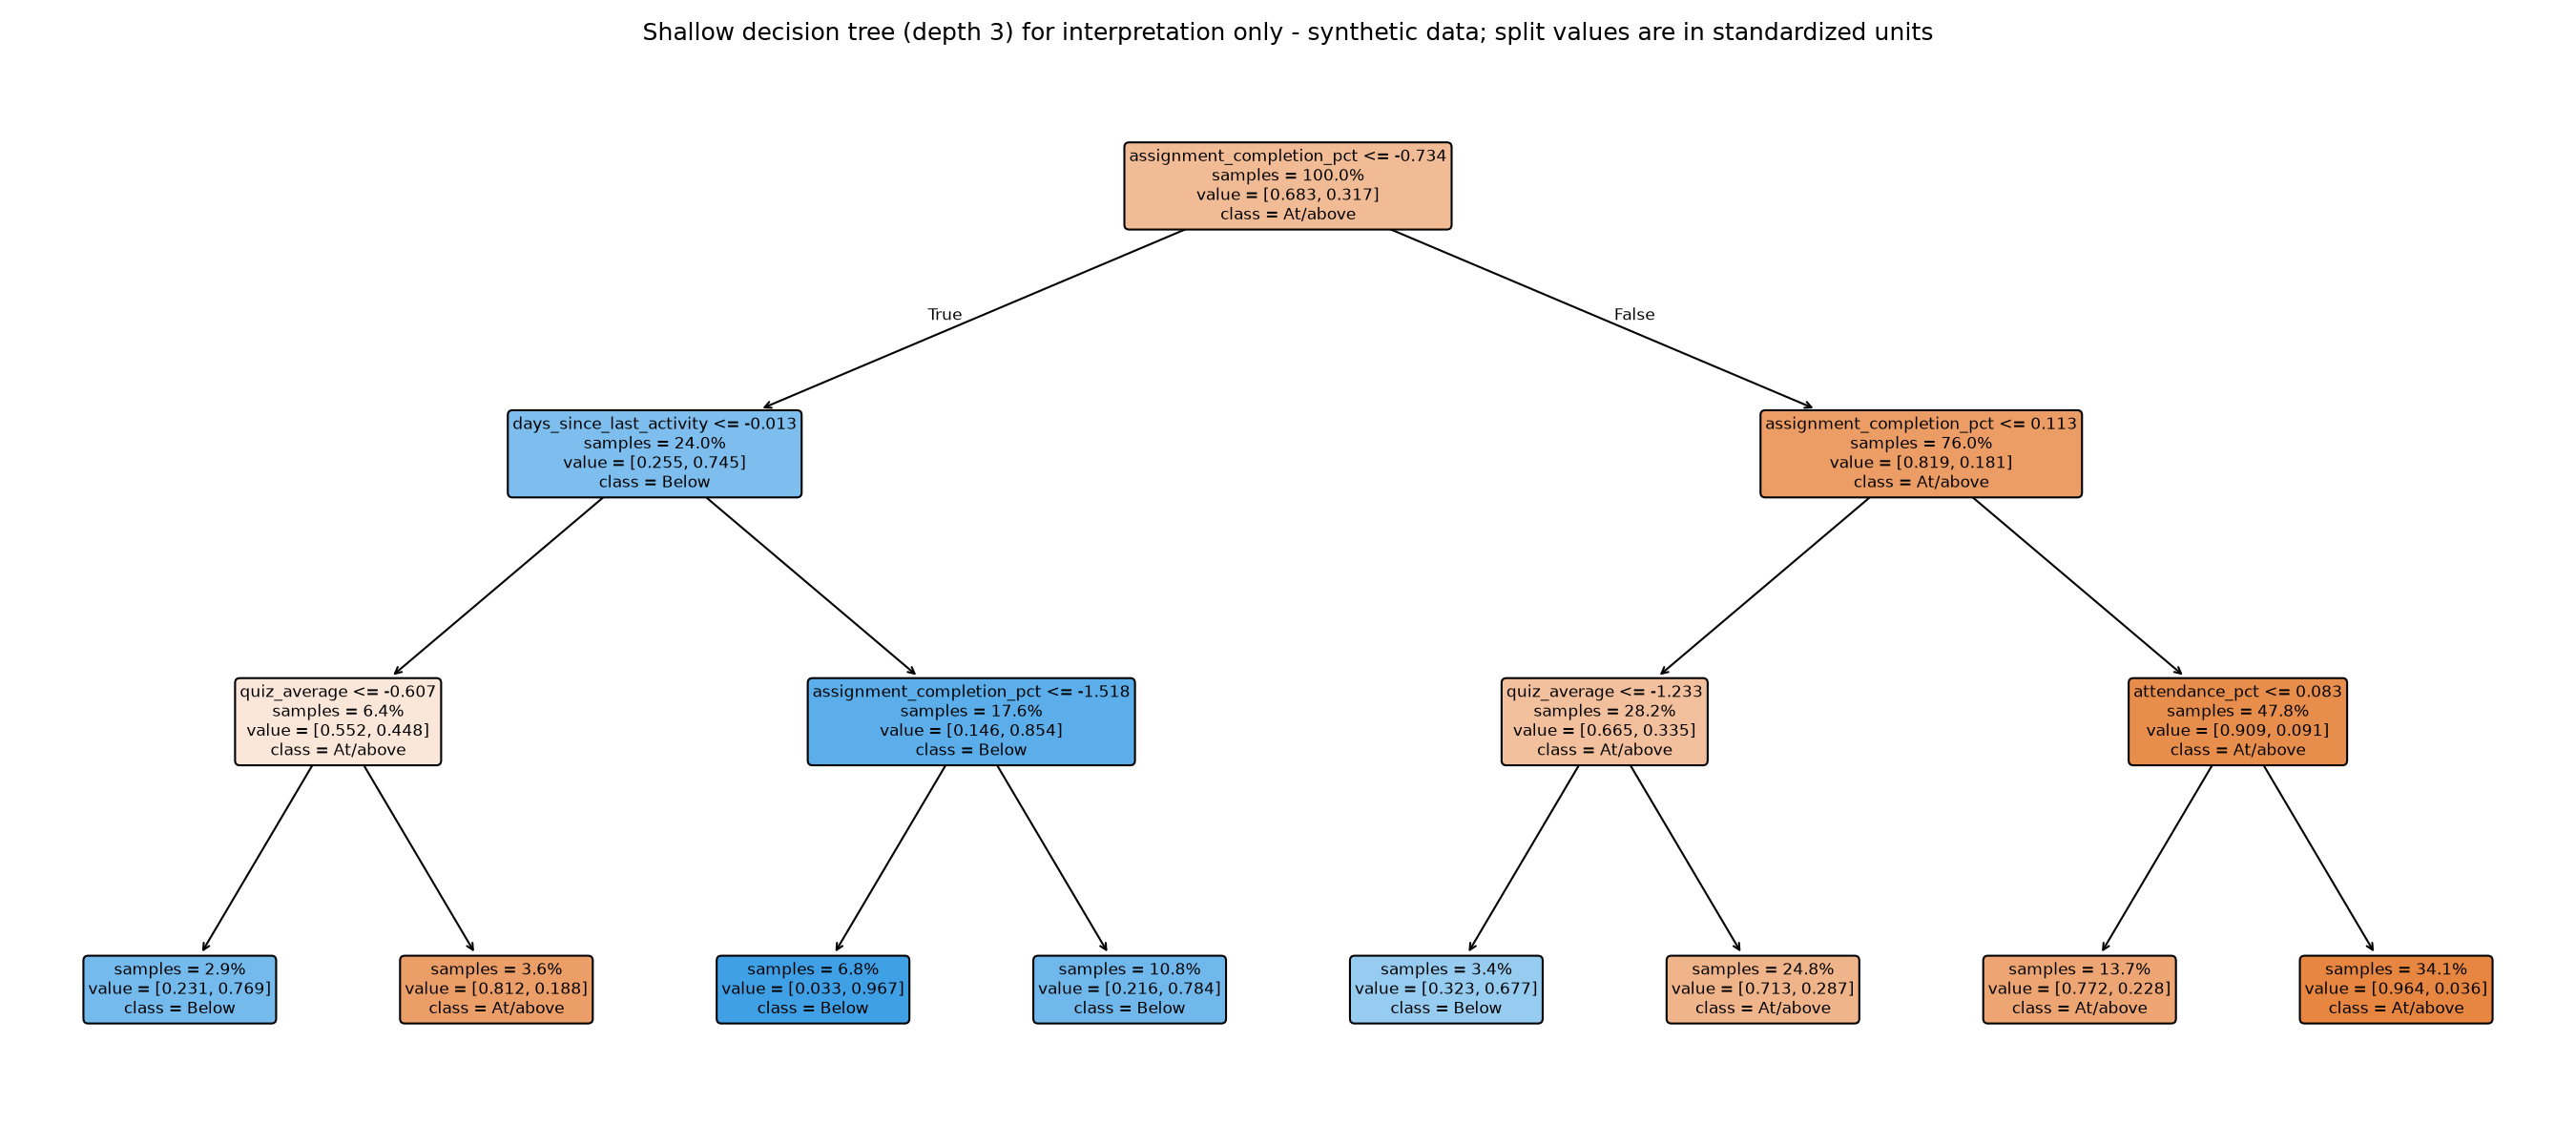 Shallow decision tree (depth 3) for interpretation only - synthetic data; split values are in standardized units
assignment_completion_pct <= -0.734
samples = 100.0%
value = [0.683, 0.317]
class = At/above
True
False
days_since_last_activity <= -0.013
samples = 24.0%
value = [0.255, 0.745]
class = Below
assignment_completion_pct <= 0.113
samples = 76.0%
value = [0.819, 0.181]
class = At/above
quiz_average <= -0.607
samples = 6.4%
value = [0.552, 0.448]
class = At/above
assignment_completion_pct <= -1.518
samples = 17.6%
value = [0.146, 0.854]
class = Below
quiz_average <= -1.233
samples = 28.2%
value = [0.665, 0.335]
class = At/above
attendance_pct <= 0.083
samples = 47.8%
value = [0.909, 0.091]
class = At/above
samples = 2.9%
value = [0.231, 0.769]
class = Below
samples = 3.6%
value = [0.812, 0.188]
class = At/above
samples = 6.8%
value = [0.033, 0.967]
class = Below
samples = 10.8%
value = [0.216, 0.784]
class = Below
samples = 3.4%
value = [0.323, 0.677]
class = Below
samples = 24.8%
value = [0.713, 0.287]
class = At/above
samples = 13.7%
value = [0.772, 0.228]
class = At/above
samples = 34.1%
value = [0.964, 0.036]
class = At/above